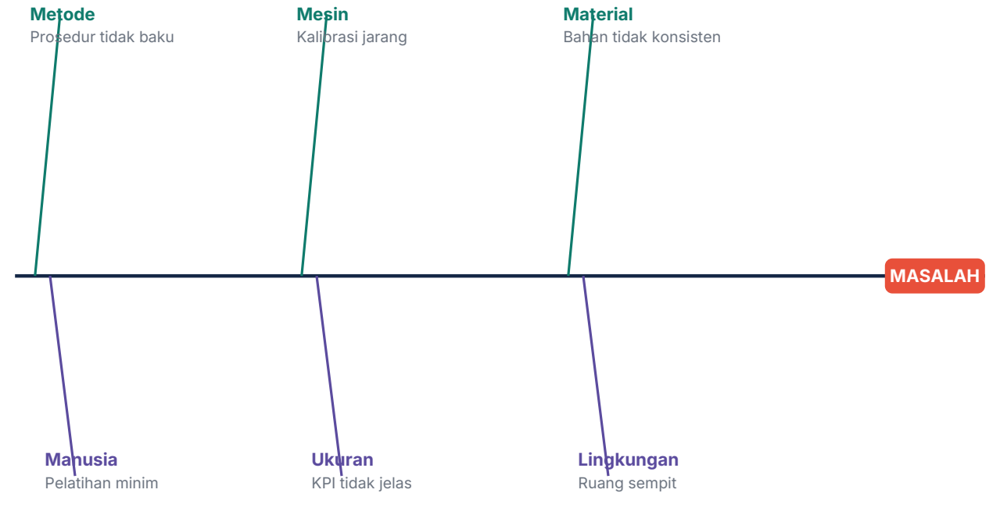 Metode
Prosedur tidak baku
Mesin
Kalibrasi jarang
Material
Bahan tidak konsisten
MASALAH
Manusia
Pelatihan minim
Ukuran
KPI tidak jelas
Lingkungan
Ruang sempit